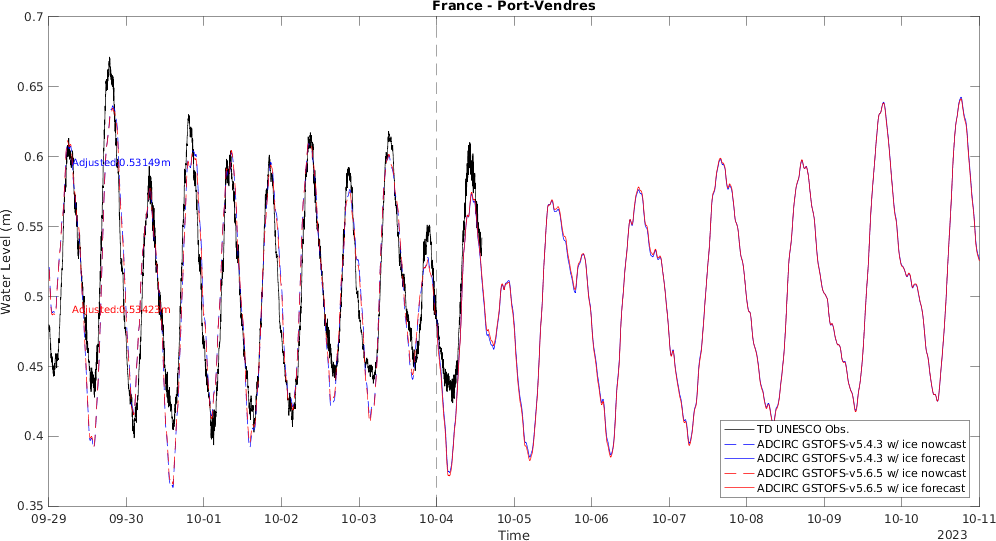 France - Port-Vendres
0.7
0.65
0.6
0.55
0.5
0.45
0.4
0.35
Water Level (m)
Adjusted:0.53149m
Adjusted:0.53423m
TD UNESCO Obs.
ADCIRC GSTOFS-v5.4.3 w/ ice nowcast
ADCIRC GSTOFS-v5.4.3 w/ ice forecast
ADCIRC GSTOFS-v5.6.5 w/ ice nowcast
ADCIRC GSTOFS-v5.6.5 w/ ice forecast
09-29 09-30 10-01 10-02 10-03 10-04 10-05 10-06 10-07 10-08 10-09 10-10 10-11
Time
2023